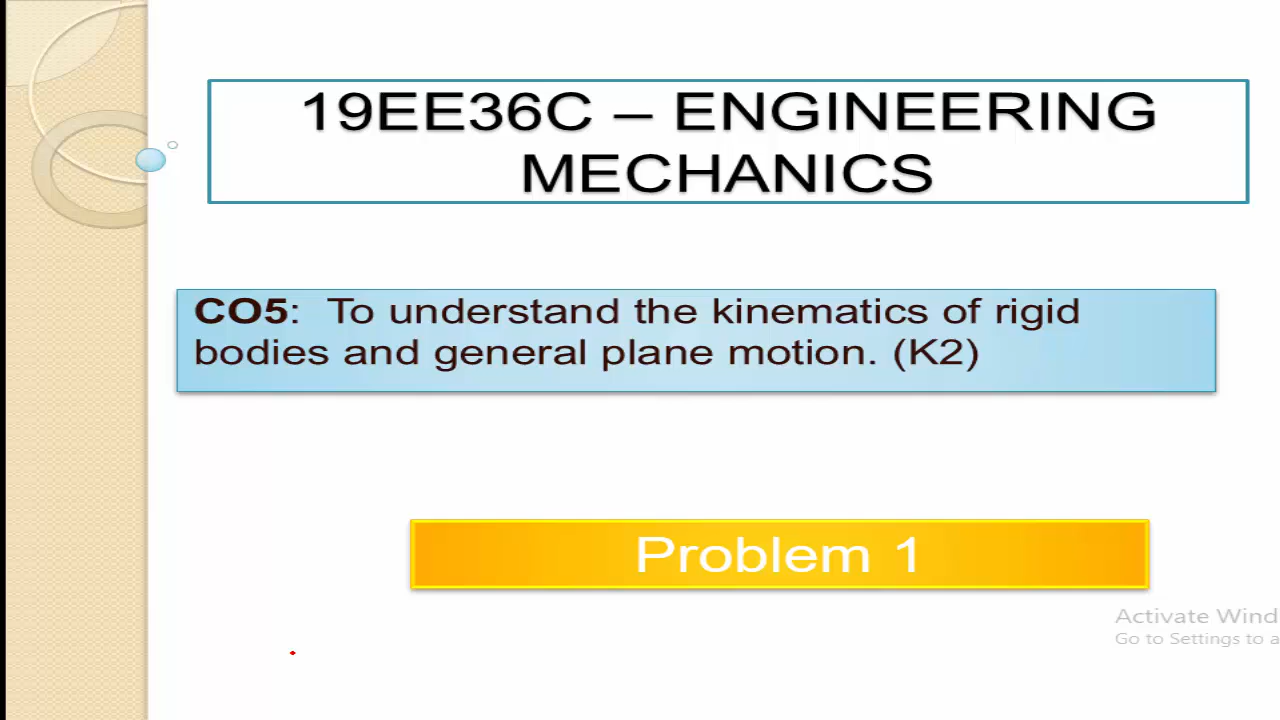 19EE36C – ENGINEERING
MECHANICS
CO5:  To understand the kinematics of rigid
bodies and general plane motion. (K2)
Problem 1
Activate Wind
Go to Settings to a